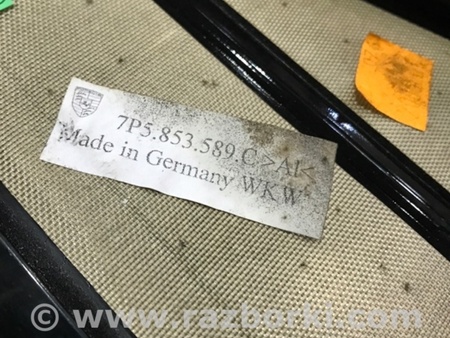 7P5.853.589.C >Al<
Made in Germany WKW
© www.razborki.com